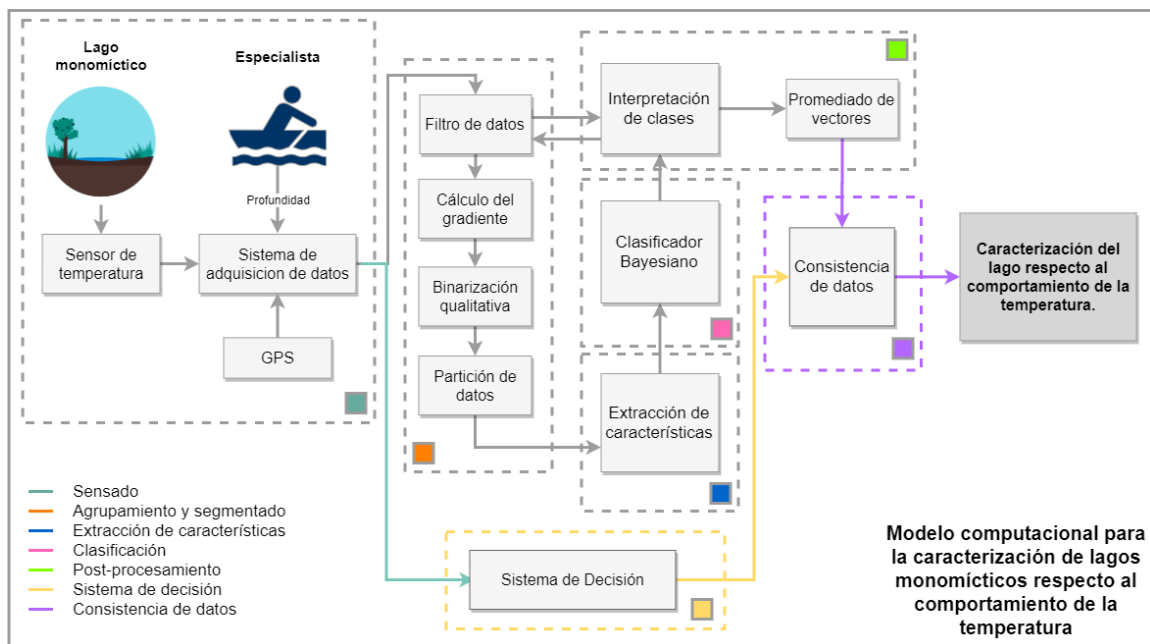 Lago
monomíctico
Especialista
Profundidad
Sensor de
temperatura
Sistema de
adquisicion de datos
GPS
Filtro de datos
Cálculo del
gradiente
Binarización
qualitativa
Partición de
datos
Interpretación
de clases
Promediado de
vectores
Clasificador
Bayesiano
Extracción de
características
Consistencia
de datos
Caracterización del
lago respecto al
comportamiento de la
temperatura.
Sistema de Decisión
Sensado
Agrupamiento y segmentado
Extracción de características
Clasificación
Post-procesamiento
Sistema de decisión
Consistencia de datos
Modelo computacional para
la caracterización de lagos
monomícticos respecto al
comportamiento de la
temperatura